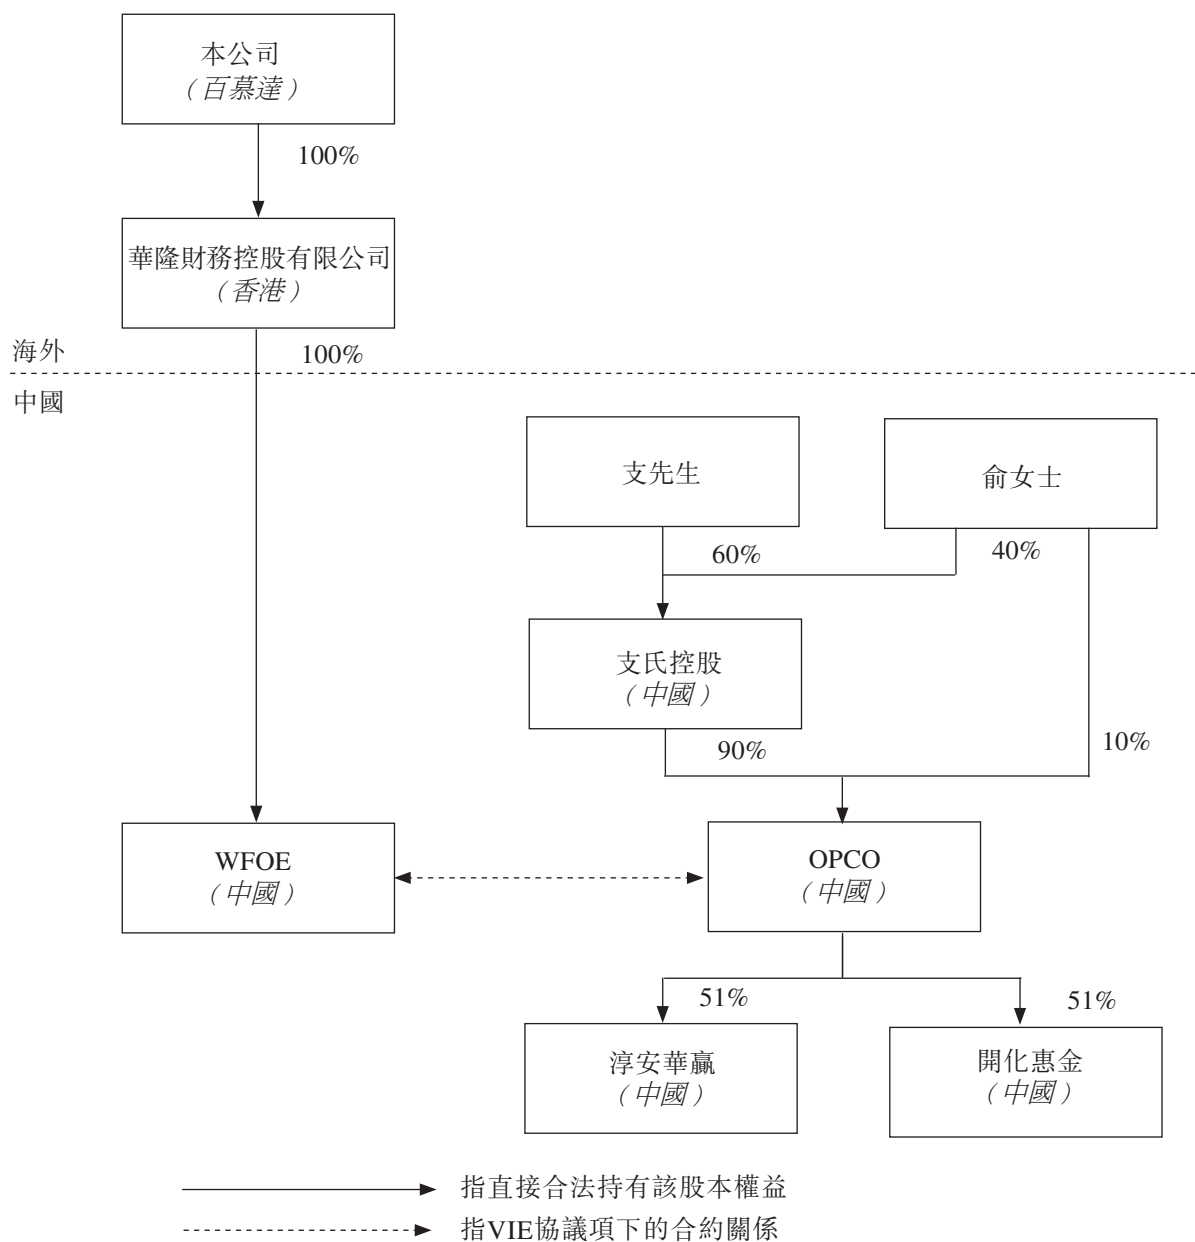 本公司
（百慕達）
100%
華隆財務控股有限公司
（香港）
海外
100%
中國
支先生
俞女士
60%
40%
支氏控股
（中國）
90%
10%
WFOE
（中國）
OPCO
（中國）
51%
51%
淳安華贏
（中國）
開化惠金
（中國）
指直接合法持有該股本權益
指VIE協議項下的合約關係